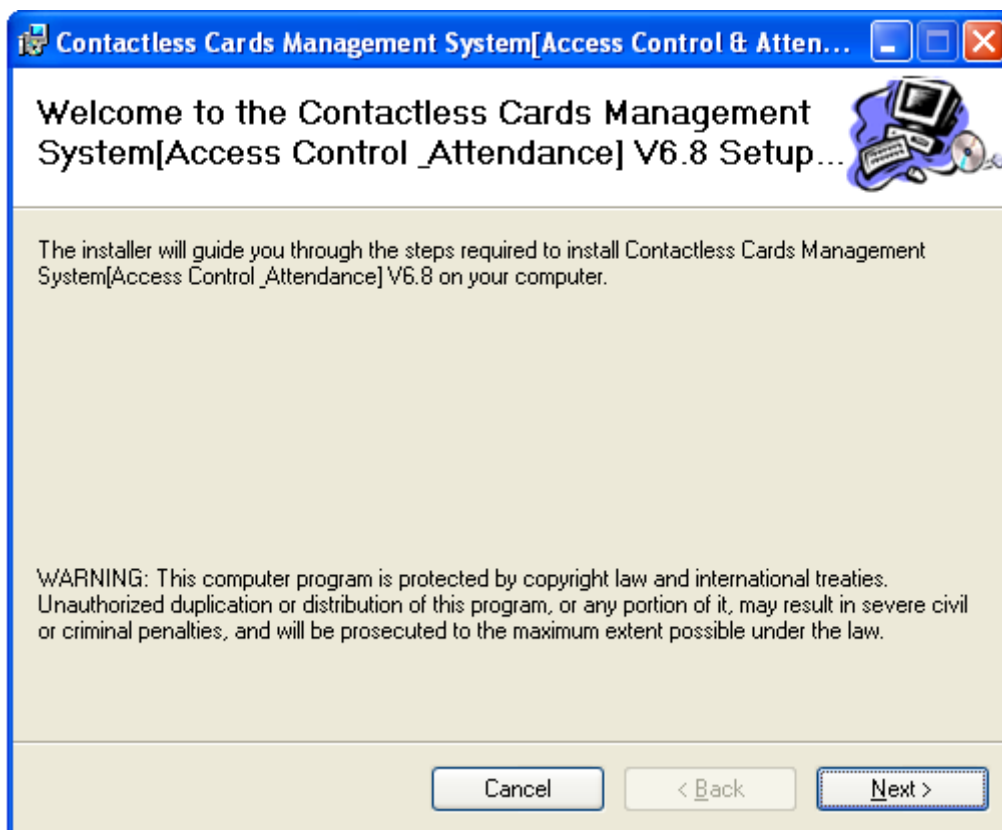 Contactless Cards Management System[Access Control & Atten...
Welcome to the Contactless Cards Management
System[Access Control _Attendance] V6.8 Setup...
The installer will guide you through the steps required to install Contactless Cards Management
System[Access Control _Attendance] V6.8 on your computer.
WARNING: This computer program is protected by copyright law and international treaties.
Unauthorized duplication or distribution of this program, or any portion of it, may result in severe civil
or criminal penalties, and will be prosecuted to the maximum extent possible under the law.
Cancel
< Back
Next >